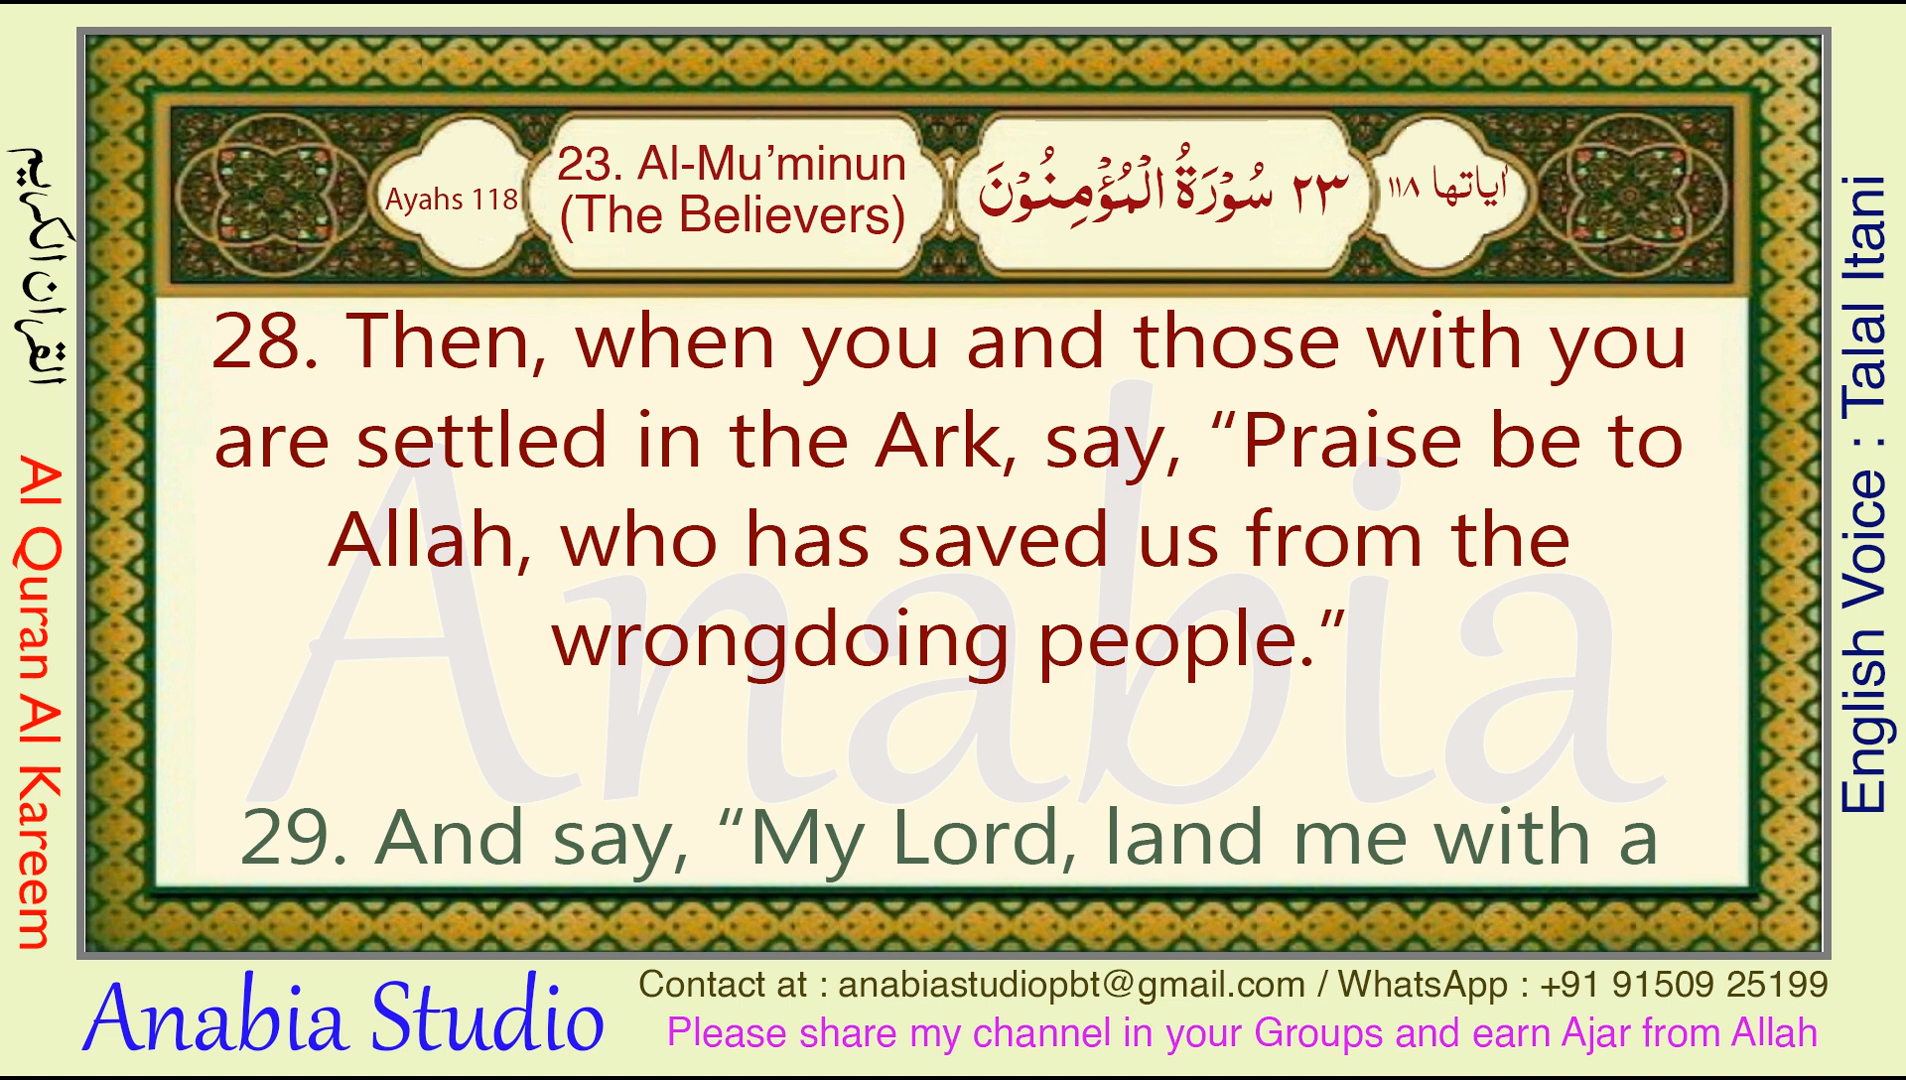 القران الكريم
Al Quran Al Kareem
Ayahs 118
23. Al-Mu’minun
(The Believers)
٢٣ سُوْرَةُ الْمُؤْمِنُوْنَ
اٰياتها ١١٨
28. Then, when you and those with you
are settled in the Ark, say, “Praise be to
Allah, who has saved us from the
wrongdoing people.”
29. And say, “My Lord, land me with a
Anabia
English Voice : Talal Itani
Anabia Studio
Contact at : anabiastudiopbt@gmail.com / WhatsApp : +91 91509 25199
Please share my channel in your Groups and earn Ajar from Allah